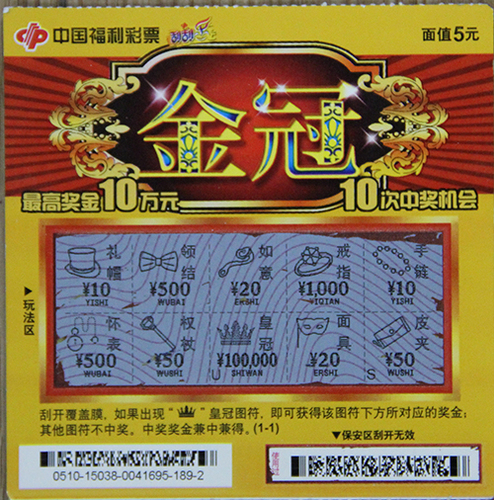 中国福利彩票 刮刮乐 面值5元
金冠
最高奖金10万元 10次中奖机会
礼帽 领结 如意 戒指 手链
¥10 ¥500 ¥20 ¥1,000 ¥10
YISHI WUBAI ERSHI YIQIAN YISHI
怀表 权杖 皇冠 面具 皮夹
¥500 ¥50 ¥100,000 ¥20 ¥50
WUBAI WUSHI U SHIWAN ERSHI S WUSHI
▶玩法区
刮开覆盖膜,如果出现“ ”皇冠图符,即可获得该图符下方所对应的奖金;
其他图符不中奖。中奖奖金兼中兼得。(1-1)
▼保安区刮开无效
0510-15038-0041695-189-2